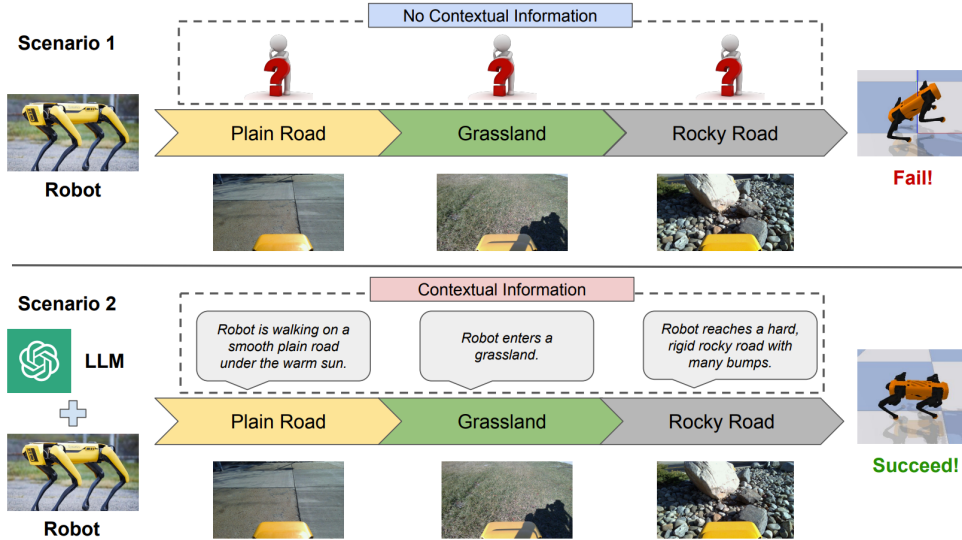 No Contextual Information
Scenario 1
?
?
?
Plain Road
Grassland
Rocky Road
Robot
Fail!
Scenario 2
Contextual Information
Robot is walking on a
smooth plain road
under the warm sun.
Robot enters a
grassland.
Robot reaches a hard,
rigid rocky road with
many bumps.
LLM
Plain Road
Grassland
Rocky Road
Succeed!
Robot